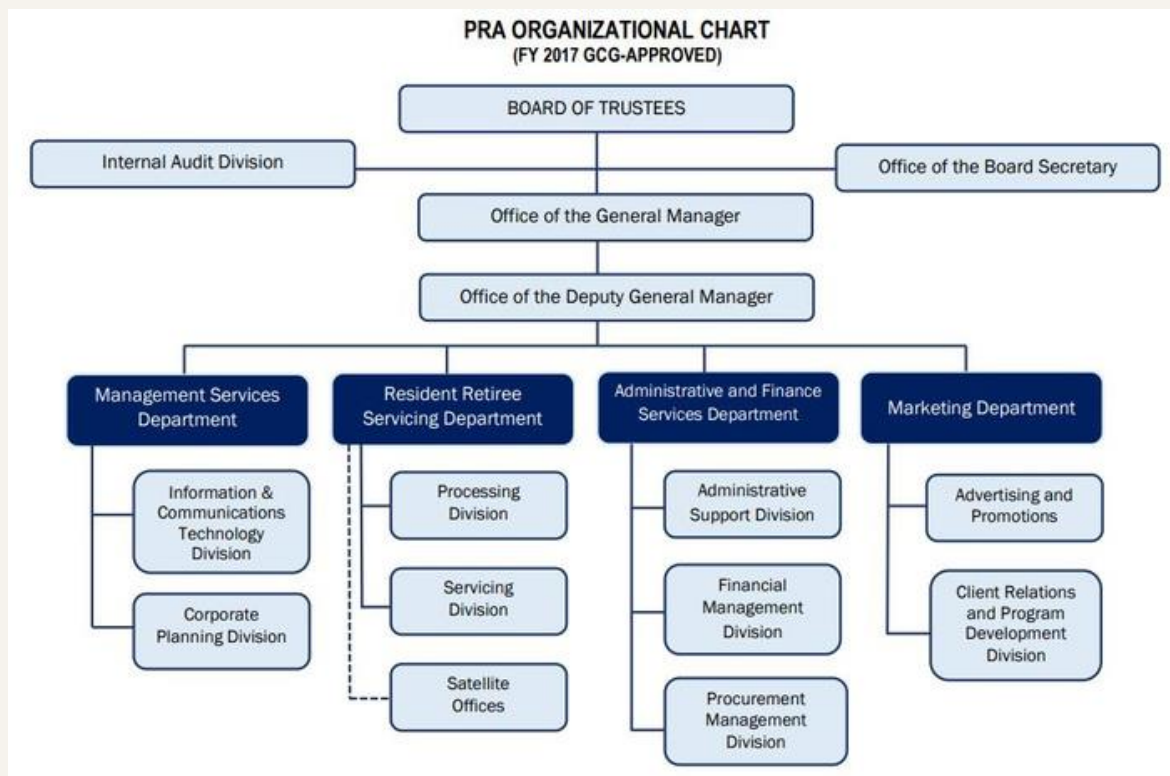 PRA ORGANIZATIONAL CHART
(FY 2017 GCG-APPROVED)
BOARD OF TRUSTEES
Internal Audit Division
Office of the Board Secretary
Office of the General Manager
Office of the Deputy General Manager
Management Services
Department
Resident Retiree
Servicing Department
Administrative and Finance
Services Department
Marketing Department
Information &
Communications
Technology
Division
Corporate
Planning Division
Processing
Division
Servicing
Division
Satellite
Offices
Administrative
Support Division
Financial
Management
Division
Procurement
Management
Division
Advertising and
Promotions
Client Relations
and Program
Development
Division